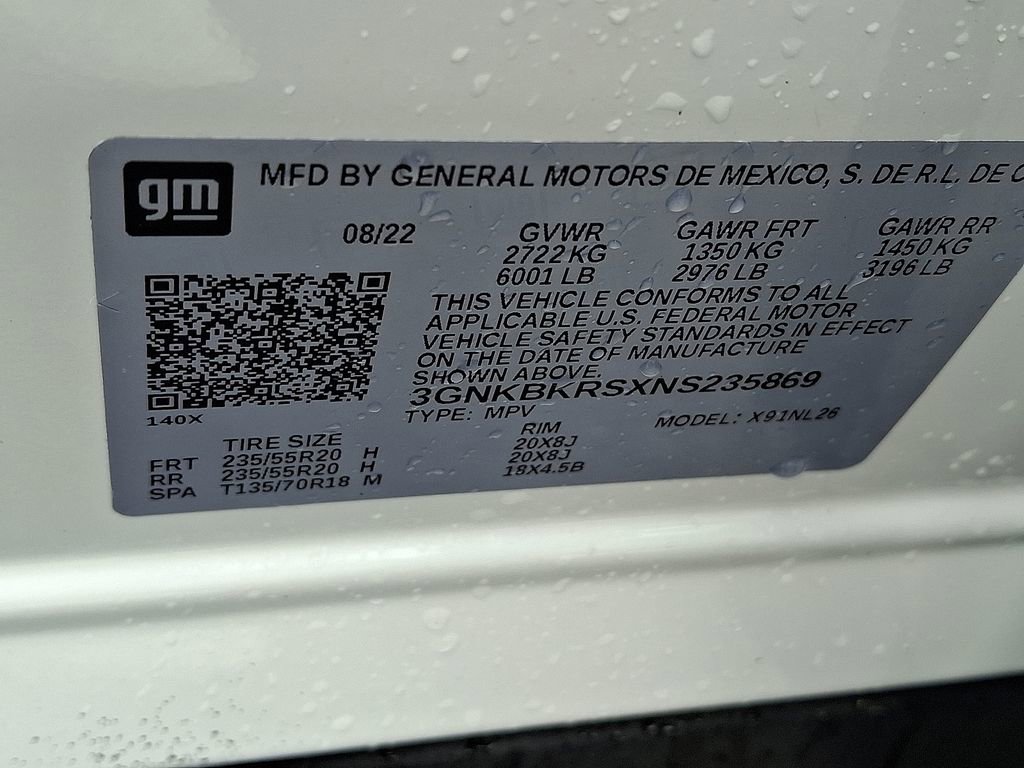 gm
MFD BY GENERAL MOTORS DE MEXICO, S. DE R.L. DE
08/22 GVWR GAWR FRT GAWR RR
2722 KG 1350 KG 1450 KG
6001 LB 2976 LB 3196 LB
THIS VEHICLE CONFORMS TO ALL
APPLICABLE U.S. FEDERAL MOTOR
VEHICLE SAFETY STANDARDS IN EFFECT
ON THE DATE OF MANUFACTURE
SHOWN ABOVE.
3GNKBKRSXNS235869
TYPE: MPV MODEL: X91NL26
140X
TIRE SIZE RIM
FRT 235/55R20 H 20X8J
RR 235/55R20 H 20X8J
SPA T135/70R18 M 18X4.5B